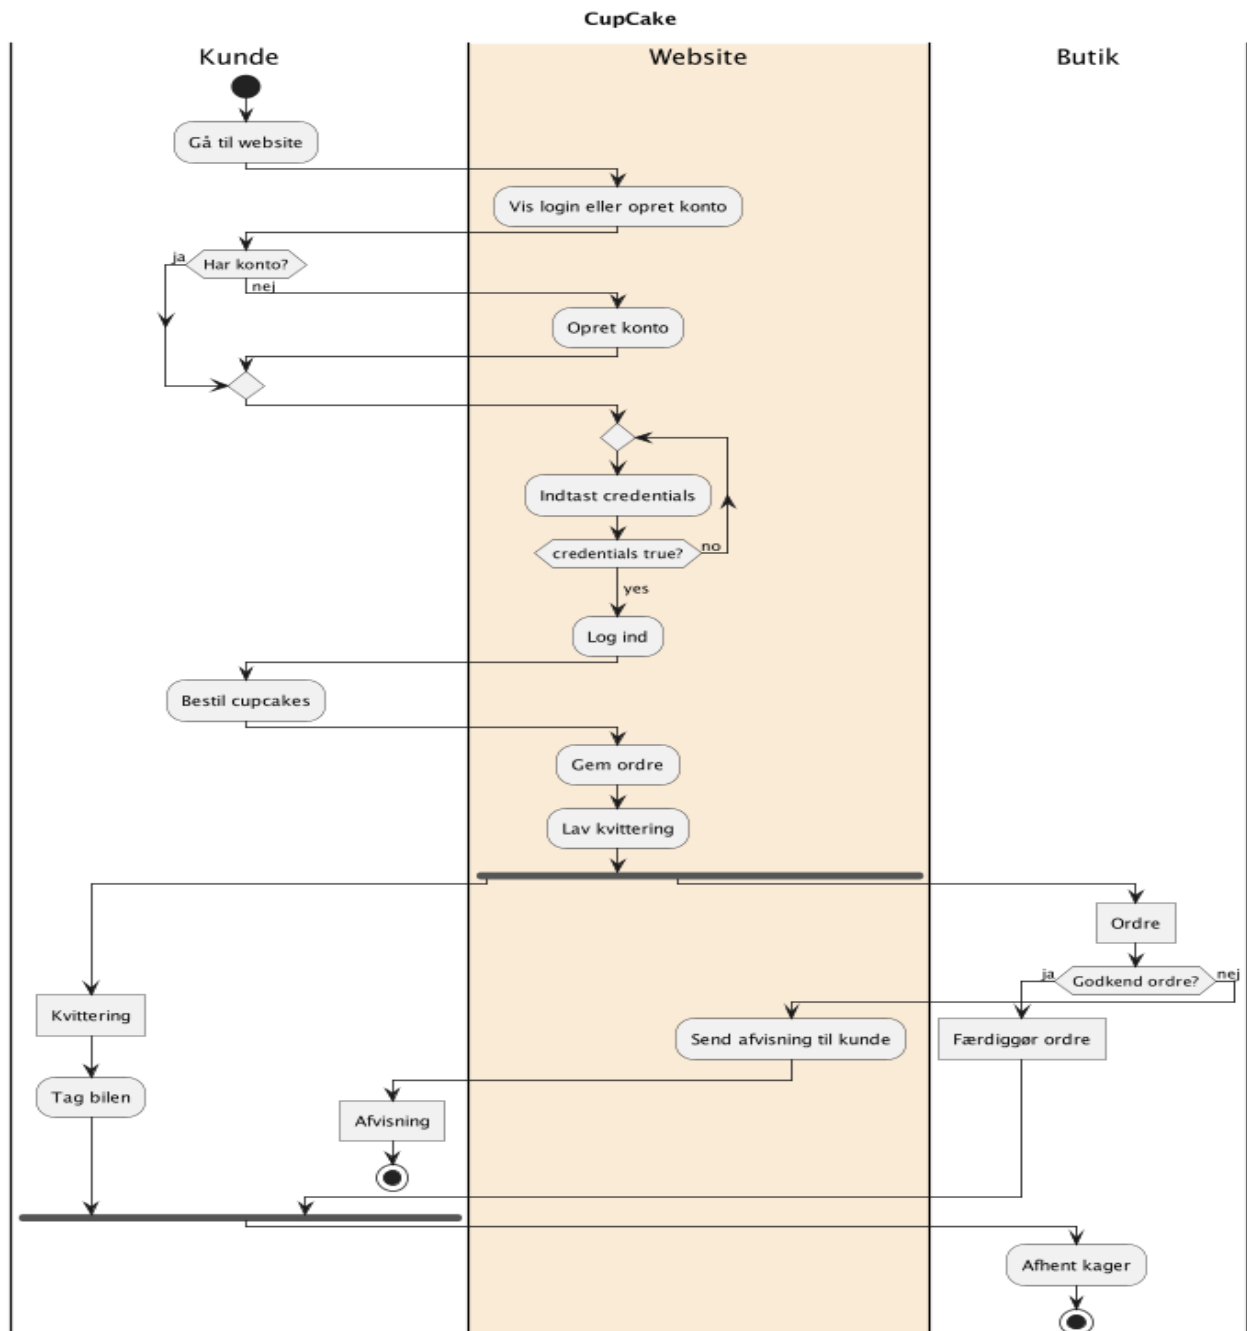 CupCake
Kunde
Website
Butik
Gå til website
Vis login eller opret konto
ja
Har konto?
nej
Opret konto
Indtast credentials
credentials true?
no
yes
Log ind
Bestil cupcakes
Gem ordre
Lav kvittering
Ordre
ja
Godkend ordre?
nej
Kvittering
Send afvisning til kunde
Færdiggør ordre
Tag bilen
Afvisning
Afhent kager